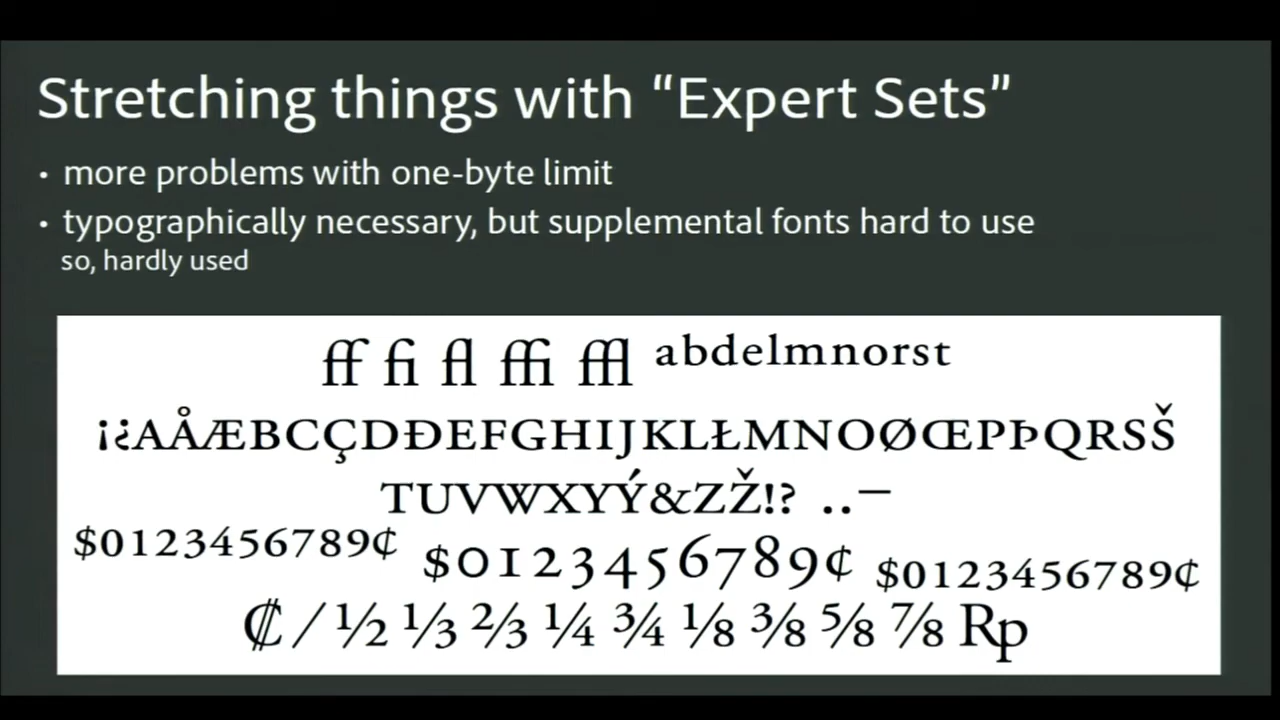 Stretching things with “Expert Sets”
• more problems with one-byte limit
• typographically necessary, but supplemental fonts hard to use
so, hardly used
ff fi fl ffi ffl abdelmnorst
¡¿AÅÆBCÇDÐEFGHIJKLŁMNOØŒPÞQRSŠ
TUVWXYÝ&ZŽ!? ..–
$0123456789¢ $0123456789¢ $0123456789¢
₡ ⁄ ½ ⅓ ⅔ ¼ ¾ ⅛ ⅜ ⅝ ⅞ Rp